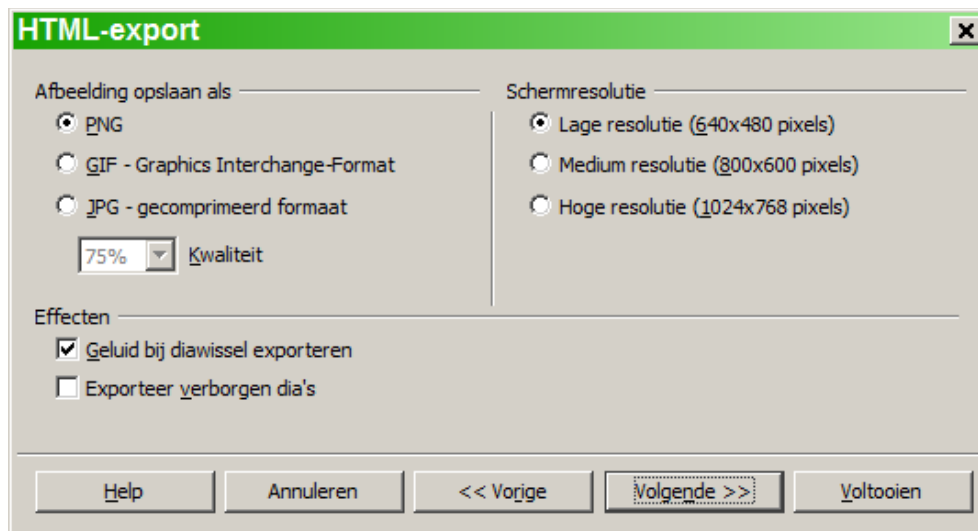 HTML-export
Afbeelding opslaan als
PNG
GIF - Graphics Interchange-Format
JPG - gecomprimeerd formaat
75% Kwaliteit
Schermresolutie
Lage resolutie (640x480 pixels)
Medium resolutie (800x600 pixels)
Hoge resolutie (1024x768 pixels)
Effecten
Geluid bij diawissel exporteren
Exporteer verborgen dia's
Help Annuleren << Vorige Volgende >> Voltooien